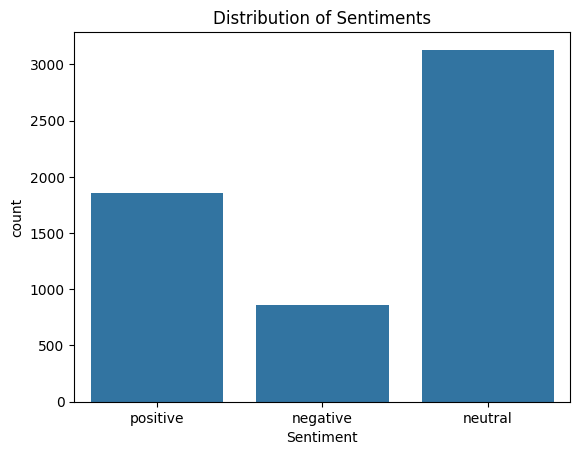 Distribution of Sentiments
3000
2500
2000
1500
1000
500
0
count
positive negative neutral
Sentiment